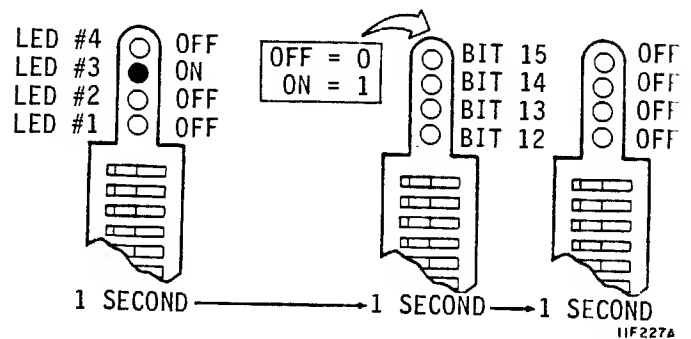 LED #4 OFF
LED #3 ON
LED #2 OFF
LED #1 OFF
OFF = 0
ON = 1
BIT 15
BIT 14
BIT 13
BIT 12
OFF
OFF
OFF
OFF
1 SECOND
1 SECOND
1 SECOND
11F227A